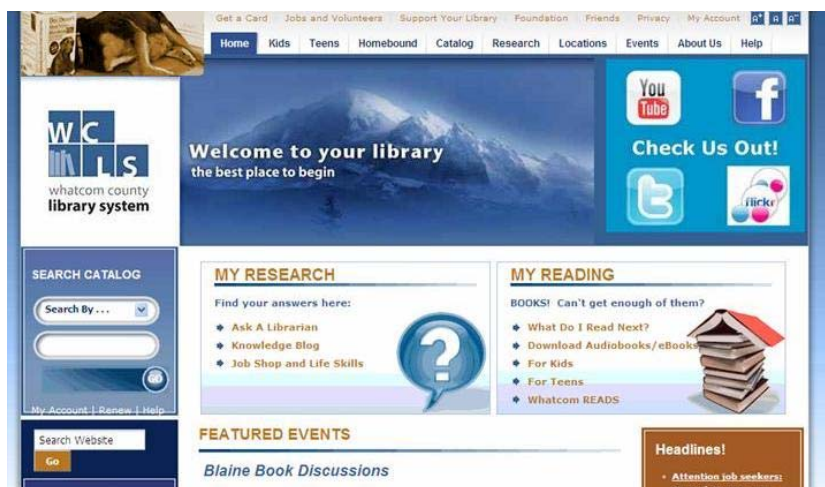 Get a Card Jobs and Volunteers Support Your Library Foundation Friends Privacy My Account A+ A A-
Home Kids Teens Homebound Catalog Research Locations Events About Us Help
WC
LS
whatcom county
library system
Welcome to your library
the best place to begin
You
Tube
f
Check Us Out!
t
flickr
SEARCH CATALOG
Search By . . .
GO
My Account | Renew | Help
Search Website
Go
MY RESEARCH
Find your answers here:
Ask A Librarian
Knowledge Blog
Job Shop and Life Skills
?
MY READING
BOOKS! Can't get enough of them?
What Do I Read Next?
Download Audiobooks/eBooks
For Kids
For Teens
Whatcom READS
FEATURED EVENTS
Blaine Book Discussions
Headlines!
Attention job seekers: